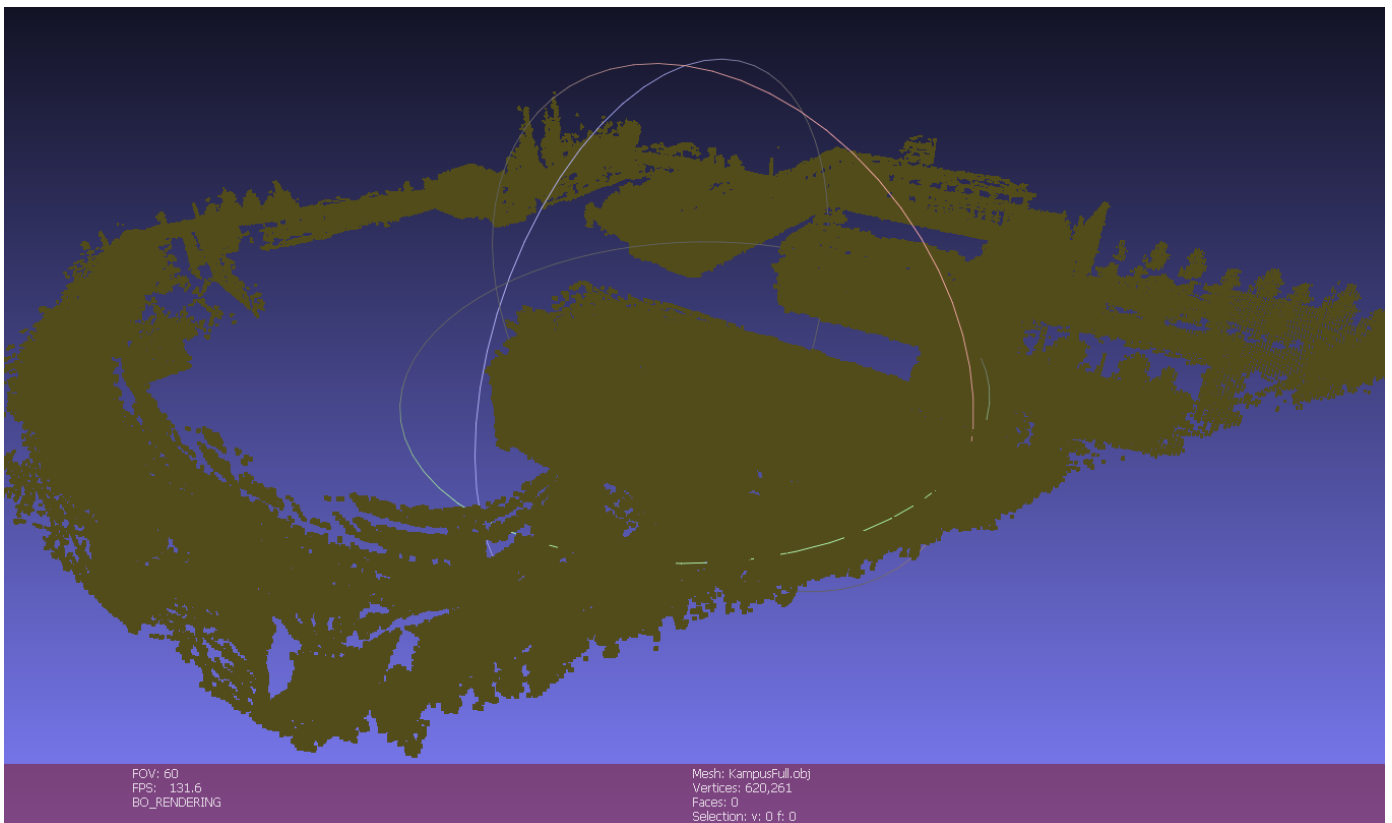 FOV: 60
FPS: 131.6
BO_RENDERING
Mesh: KampusFull.obj
Vertices: 620,261
Faces: 0
Selection: v: 0 f: 0